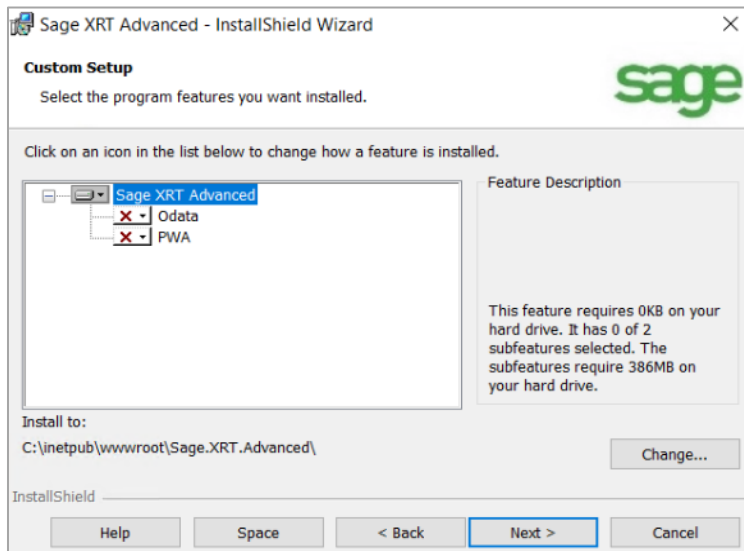 Sage XRT Advanced - InstallShield Wizard
Custom Setup
Select the program features you want installed.
sage
Click on an icon in the list below to change how a feature is installed.
Sage XRT Advanced
Odata
PWA
Feature Description
This feature requires 0KB on your
hard drive. It has 0 of 2
subfeatures selected. The
subfeatures require 386MB on
your hard drive.
Install to:
C:\inetpub\wwwroot\Sage.XRT.Advanced\
Change...
InstallShield
Help
Space
< Back
Next >
Cancel